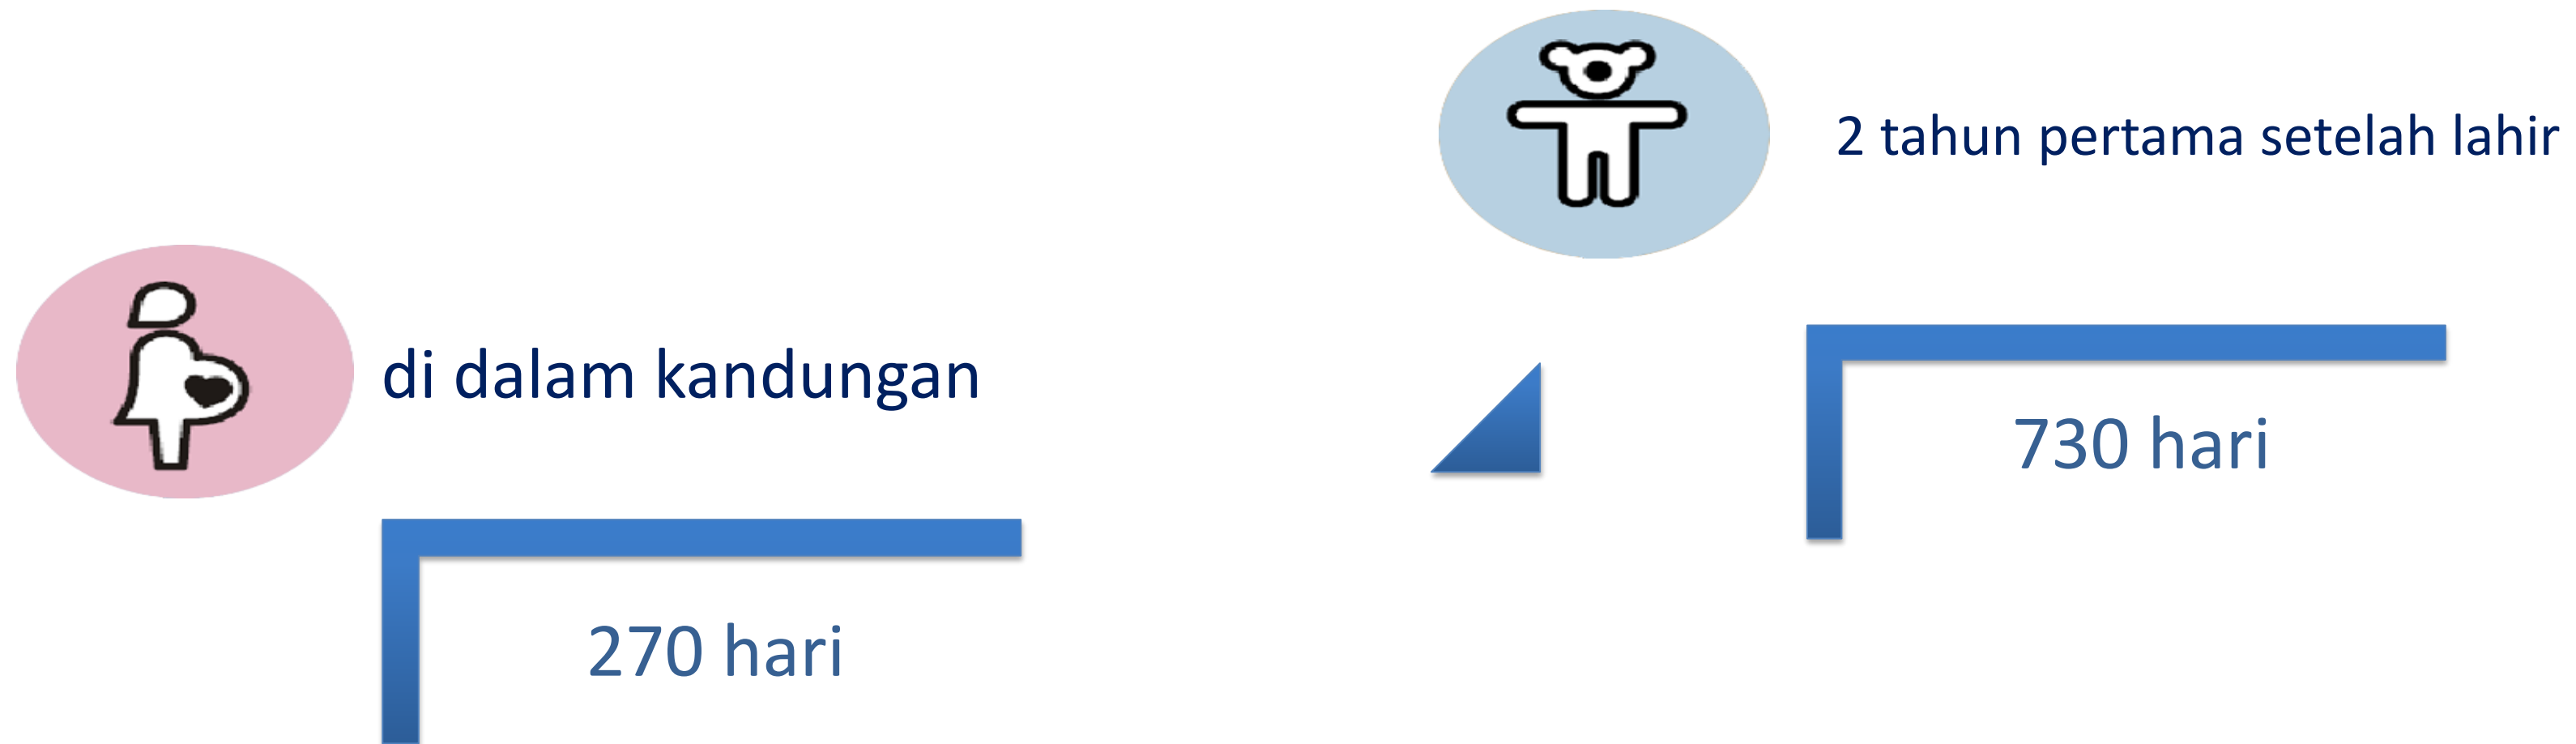 di dalam kandungan
270 hari
2 tahun pertama setelah lahir
730 hari